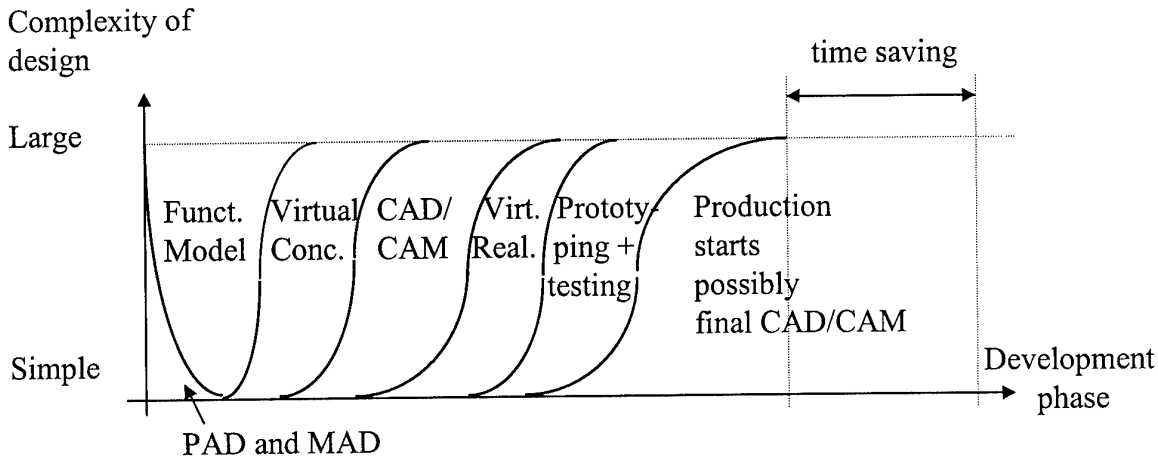 Complexity of
design
time saving
Large
Funct.
Model
Virtual
Conc.
CAD/
CAM
Virt.
Real.
Prototy-
ping +
testing
Production
starts
possibly
final CAD/CAM
Simple
Development
phase
PAD and MAD